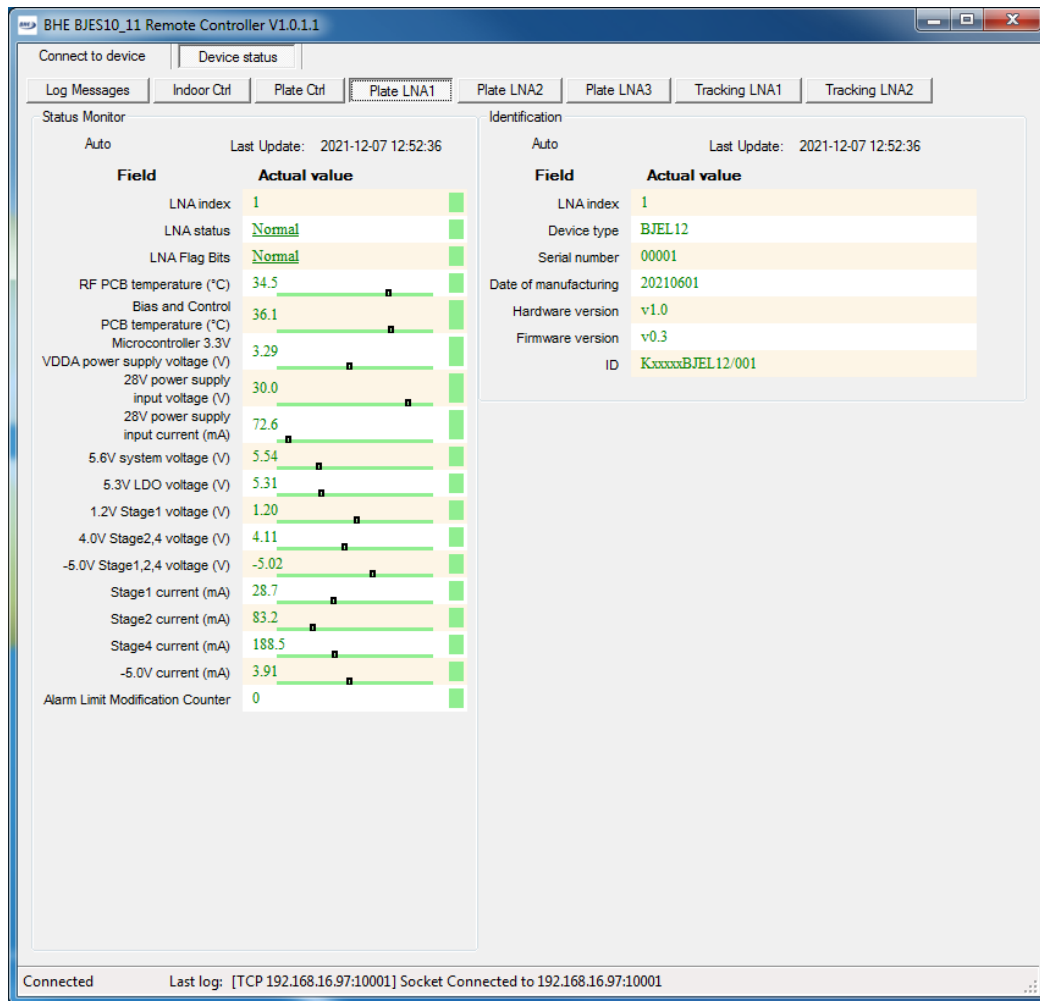 BHE BJES10_11 Remote Controller V1.0.1.1
Connect to device Device status
Log Messages Indoor Ctrl Plate Ctrl Plate LNA1 Plate LNA2 Plate LNA3 Tracking LNA1 Tracking LNA2
Status Monitor
Auto Last Update: 2021-12-07 12:52:36
Field Actual value
LNA index 1
LNA status Normal
LNA Flag Bits Normal
RF PCB temperature (°C) 34.5
Bias and Control
PCB temperature (°C) 36.1
Microcontroller 3.3V
VDDA power supply voltage (V) 3.29
28V power supply
input voltage (V) 30.0
28V power supply
input current (mA) 72.6
5.6V system voltage (V) 5.54
5.3V LDO voltage (V) 5.31
1.2V Stage1 voltage (V) 1.20
4.0V Stage2,4 voltage (V) 4.11
-5.0V Stage1,2,4 voltage (V) -5.02
Stage1 current (mA) 28.7
Stage2 current (mA) 83.2
Stage4 current (mA) 188.5
-5.0V current (mA) 3.91
Alarm Limit Modification Counter 0
Identification
Auto Last Update: 2021-12-07 12:52:36
Field Actual value
LNA index 1
Device type BJEL12
Serial number 00001
Date of manufacturing 20210601
Hardware version v1.0
Firmware version v0.3
ID KxxxxxBJEL12/001
Connected Last log: [TCP 192.168.16.97:10001] Socket Connected to 192.168.16.97:10001